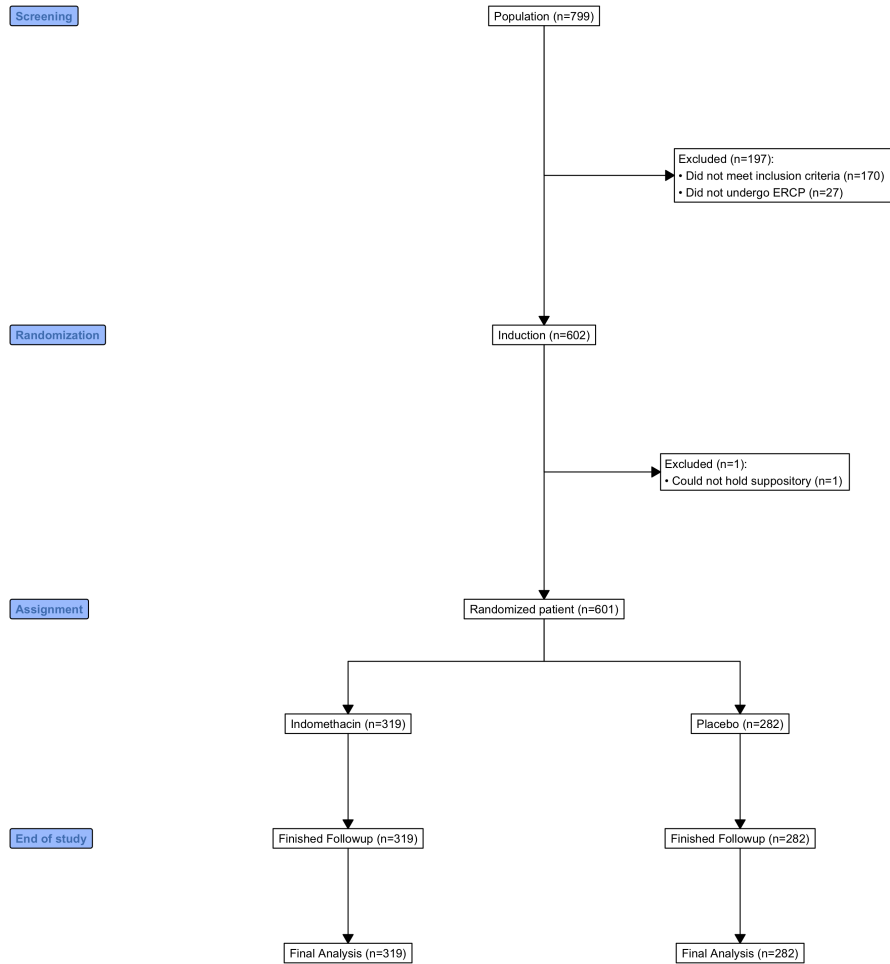 Screening
Population (n=799)
Excluded (n=197):
• Did not meet inclusion criteria (n=170)
• Did not undergo ERCP (n=27)
Randomization
Induction (n=602)
Excluded (n=1):
• Could not hold suppository (n=1)
Assignment
Randomized patient (n=601)
Indomethacin (n=319)
Placebo (n=282)
End of study
Finished Followup (n=319)
Finished Followup (n=282)
Final Analysis (n=319)
Final Analysis (n=282)